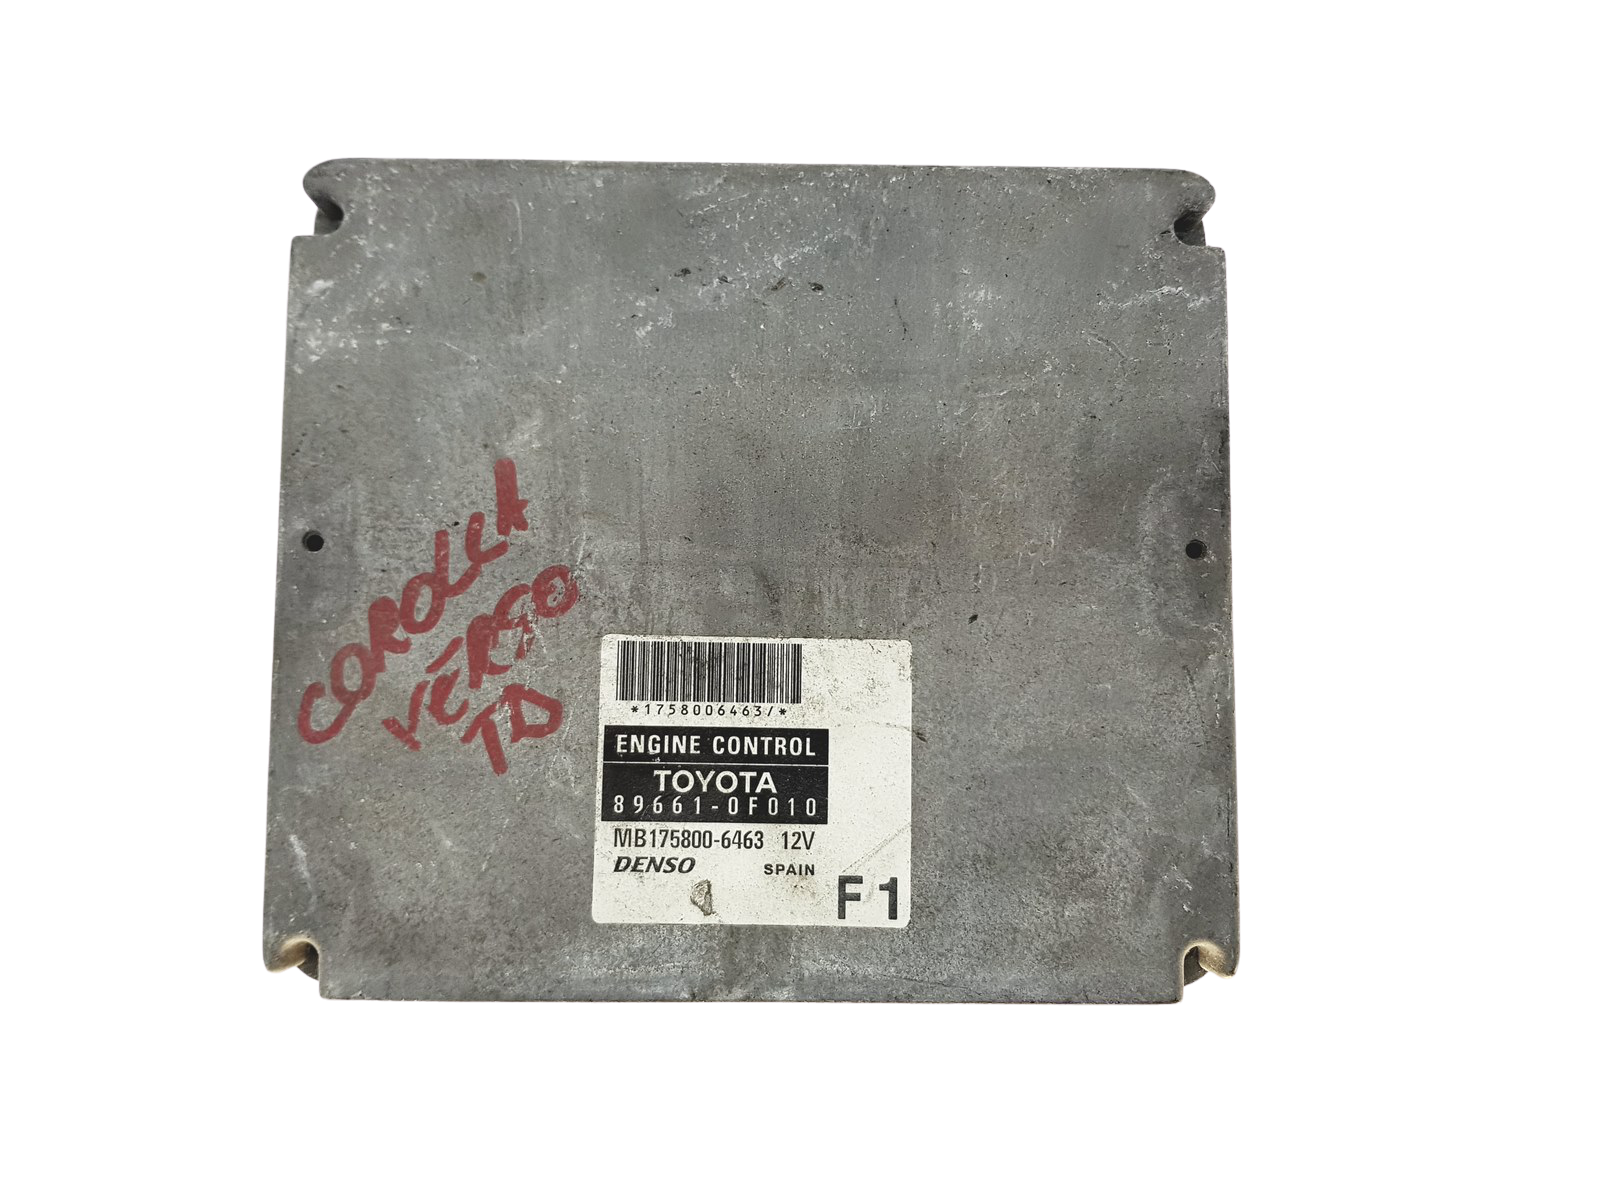 COROLLA
VERSO
TD
*1758006463/*
ENGINE CONTROL
TOYOTA
89661-0F010
MB175800-6463 12V
DENSO SPAIN
F1